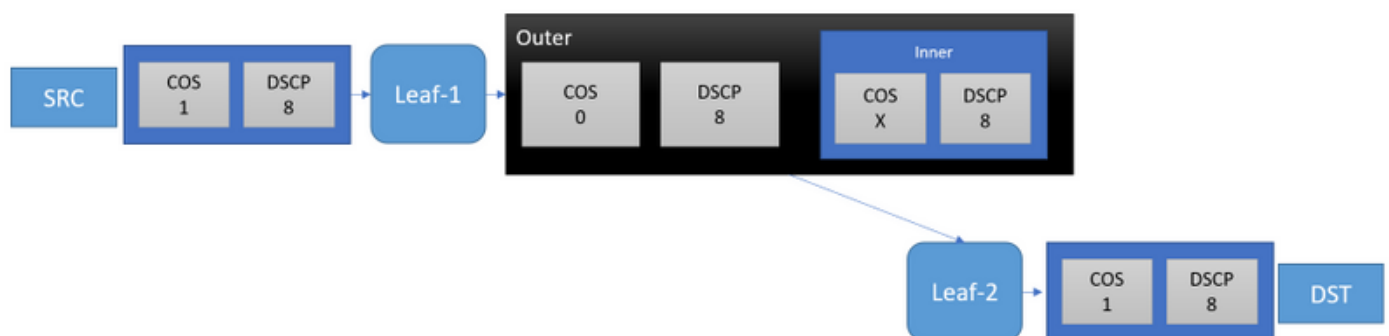 SRC
COS
1
DSCP
8
Leaf-1
Outer
COS
0
DSCP
8
Inner
COS
X
DSCP
8
Leaf-2
COS
1
DSCP
8
DST